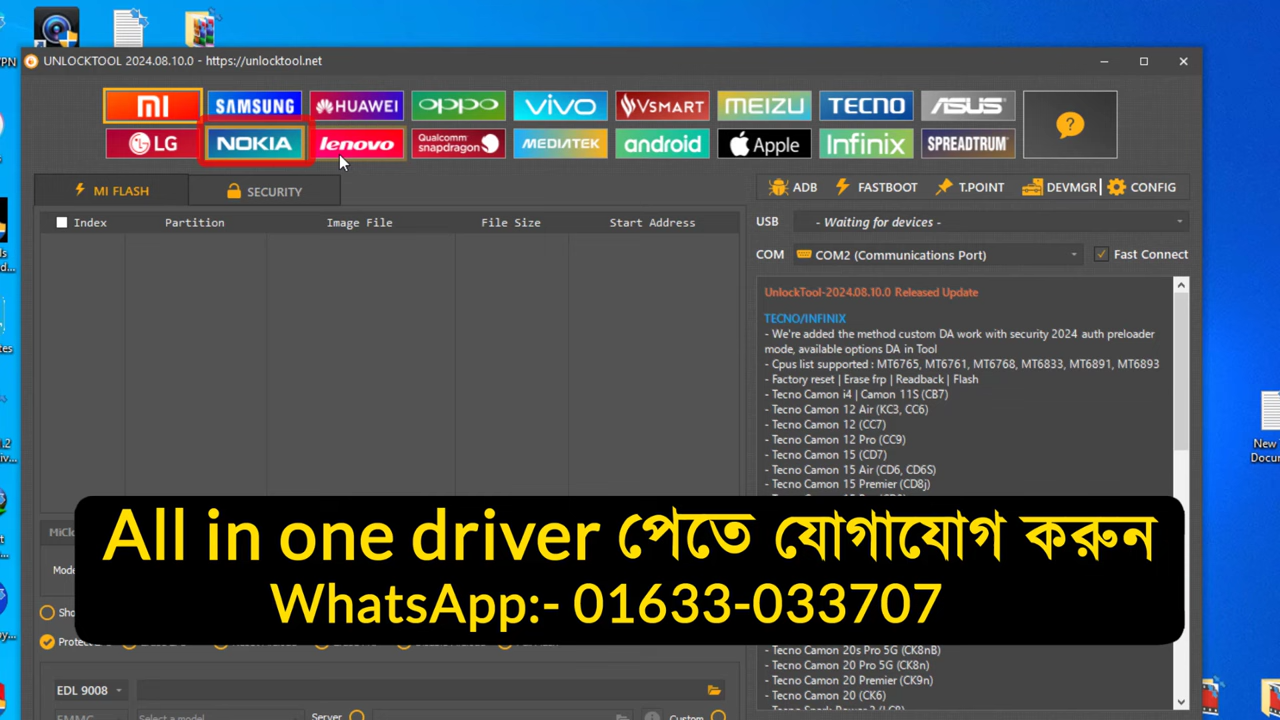 PN
UNLOCKTOOL 2024.08.10.0 - https://unlocktool.net
MI SAMSUNG HUAWEI oppo vivo VSMART MEIZU TECNO ASUS ?
LG NOKIA lenovo Qualcomm snapdragon MEDIATEK android Apple Infinix SPREADTRUM
MI FLASH SECURITY
ADB FASTBOOT T.POINT DEVMGR CONFIG
Index Partition Image File File Size Start Address
USB - Waiting for devices -
COM COM2 (Communications Port) Fast Connect
UnlockTool-2024.08.10.0 Released Update
TECNO/INFINIX
- We're added the method custom DA work with security 2024 auth preloader
mode, available options DA in Tool
- Cpus list supported : MT6765, MT6761, MT6768, MT6833, MT6891, MT6893
- Factory reset | Erase frp | Readback | Flash
- Tecno Camon i4 | Camon 11S (CB7)
- Tecno Camon 12 Air (KC3, CC6)
- Tecno Camon 12 (CC7)
- Tecno Camon 12 Pro (CC9)
- Tecno Camon 15 (CD7)
- Tecno Camon 15 Air (CD6, CD6S)
- Tecno Camon 15 Premier (CD8j)
New
Docum
All in one driver পেতে যোগাযোগ করুন
WhatsApp:- 01633-033707
- Tecno Camon 20s Pro 5G (CK8nB)
- Tecno Camon 20 Pro 5G (CK8n)
- Tecno Camon 20 Premier (CK9n)
- Tecno Camon 20 (CK6)
EDL 9008
Select a model
Server
Custom